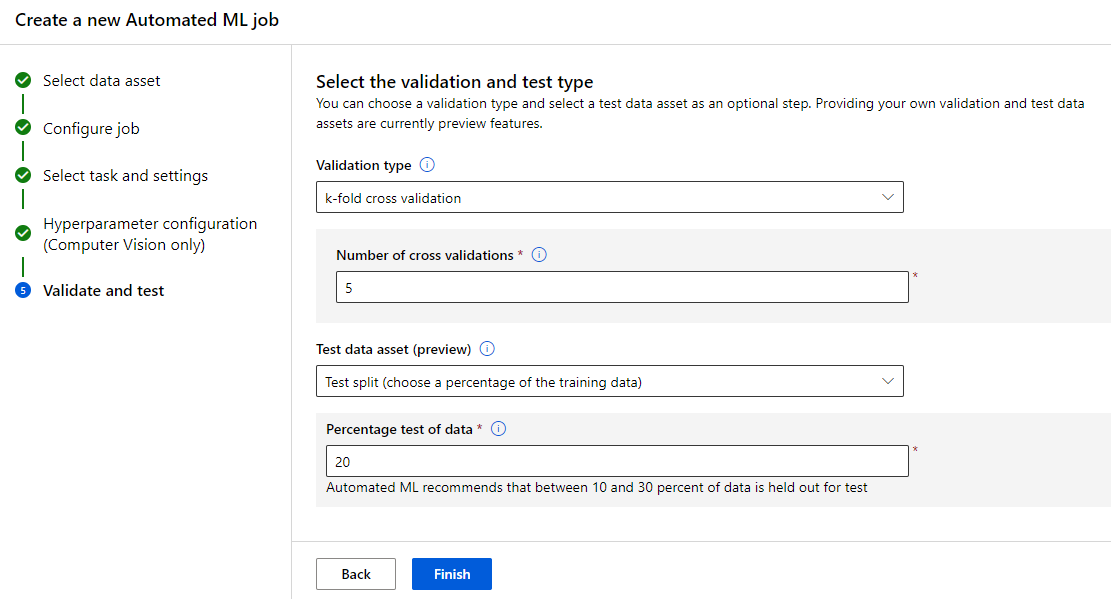 Create a new Automated ML job
Select data asset
Configure job
Select task and settings
Hyperparameter configuration
(Computer Vision only)
5
Validate and test
Select the validation and test type
You can choose a validation type and select a test data asset as an optional step. Providing your own validation and test data
assets are currently preview features.
Validation type
k-fold cross validation
Number of cross validations *
5
*
Test data asset (preview)
Test split (choose a percentage of the training data)
Percentage test of data *
20
*
Automated ML recommends that between 10 and 30 percent of data is held out for test
Back
Finish